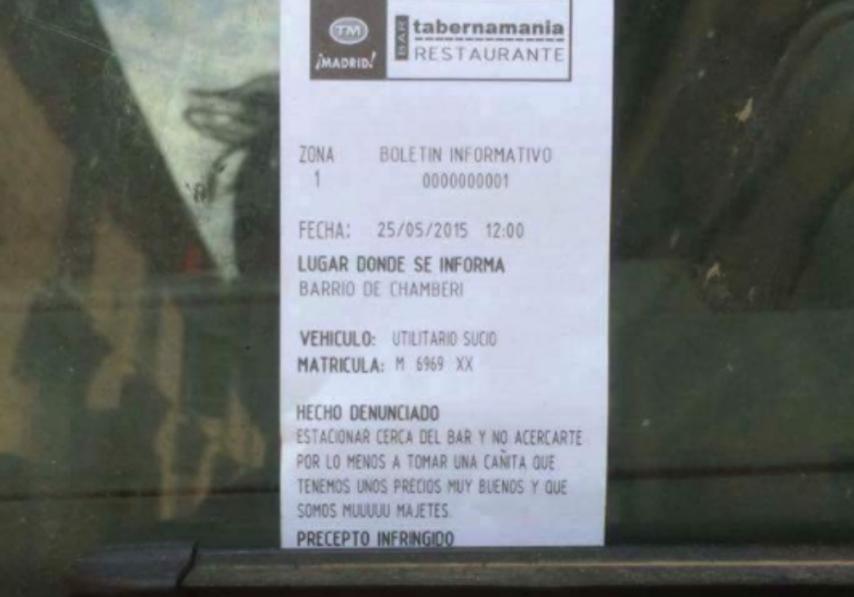 TM
¡MADRID!
BAR
tabernamania
RESTAURANTE
ZONA BOLETIN INFORMATIVO
1 0000000001
FECHA: 25/05/2015 12:00
LUGAR DONDE SE INFORMA
BARRIO DE CHAMBERI
VEHICULO: UTILITARIO SUCIO
MATRICULA: M 6969 XX
HECHO DENUNCIADO
ESTACIONAR CERCA DEL BAR Y NO ACERCARTE
POR LO MENOS A TOMAR UNA CAÑITA QUE
TENEMOS UNOS PRECIOS MUY BUENOS Y QUE
SOMOS MUUUUU MAJETES.
PRECEPTO INFRINGIDO